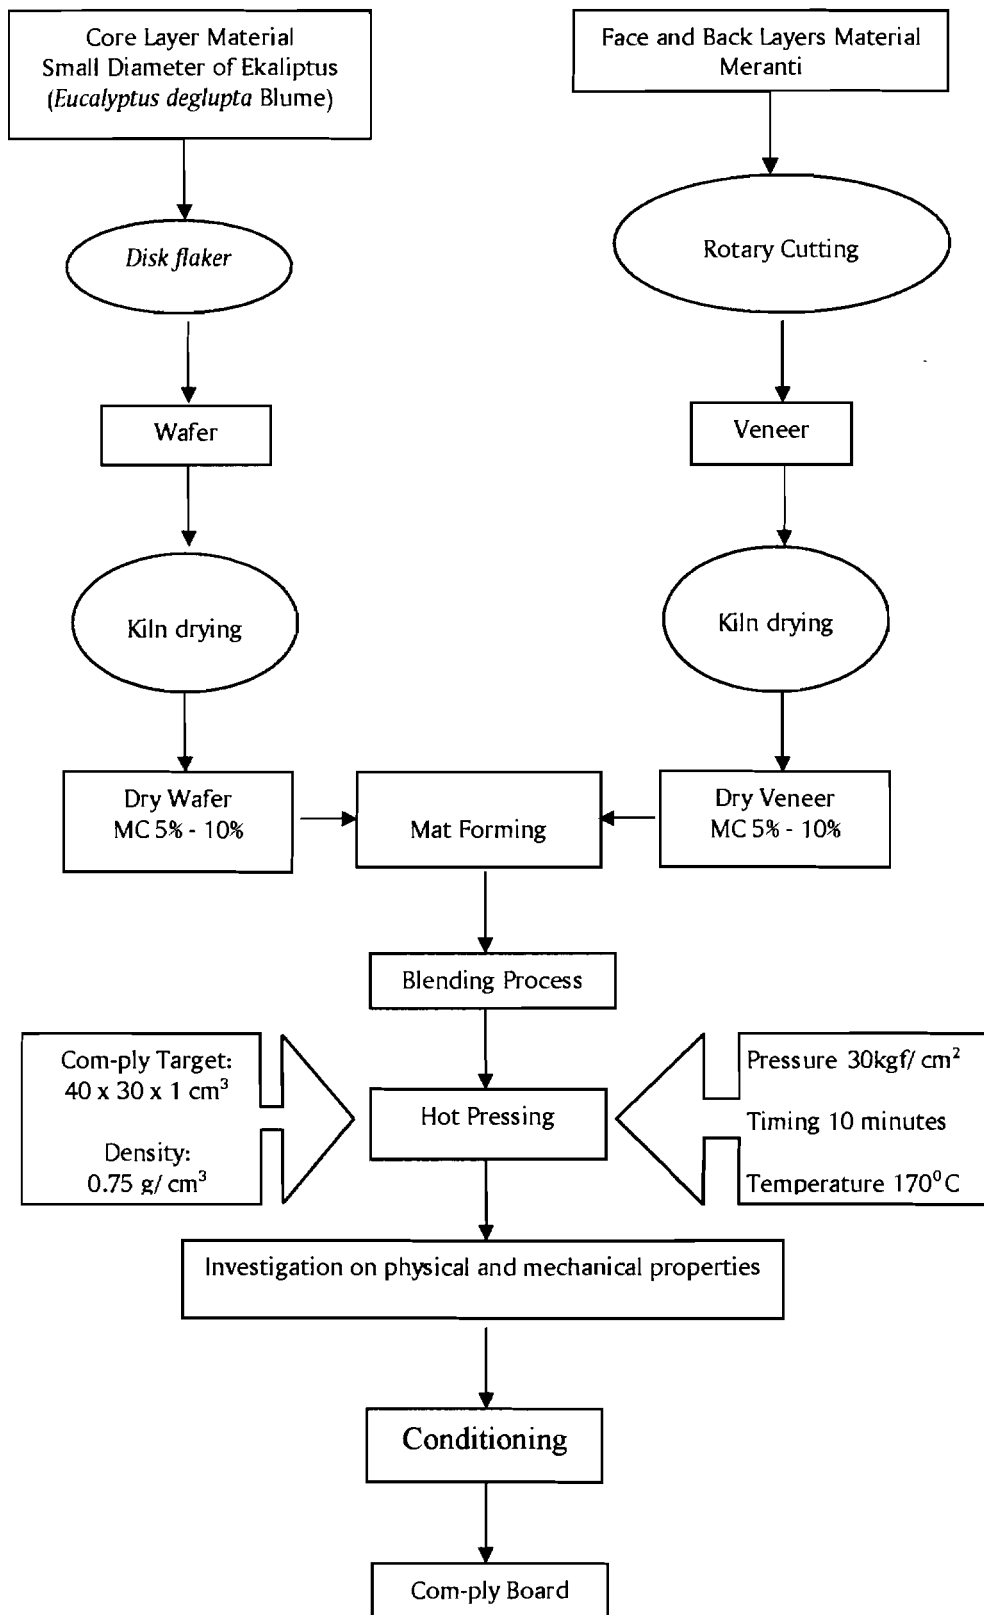 Core Layer Material
Small Diameter of Ekaliptus
(Eucalyptus deglupta Blume)
Face and Back Layers Material
Meranti
Disk flaker
Rotary Cutting
Wafer
Veneer
Kiln drying
Kiln drying
Dry Wafer
MC 5% - 10%
Mat Forming
Dry Veneer
MC 5% - 10%
Blending Process
Com-ply Target:
40 x 30 x 1 cm³
Density:
0.75 g/ cm³
Hot Pressing
Pressure 30kgf/ cm²
Timing 10 minutes
Temperature 170⁰C
Investigation on physical and mechanical properties
Conditioning
Com-ply Board